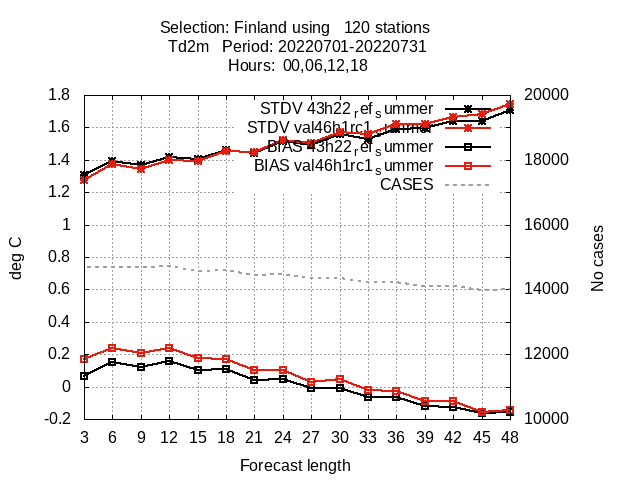 Selection: Finland using   120 stations
Td2m   Period: 20220701-20220731
Hours:  00,06,12,18
STDV 43h22_ref_summer
STDV val46h1rc1_summer
BIAS 43h22_ref_summer
BIAS val46h1rc1_summer
CASES
1.8
1.6
1.4
1.2
1
0.8
0.6
0.4
0.2
0
-0.2
deg C
20000
18000
16000
14000
12000
10000
No cases
3 6 9 12 15 18 21 24 27 30 33 36 39 42 45 48
Forecast length